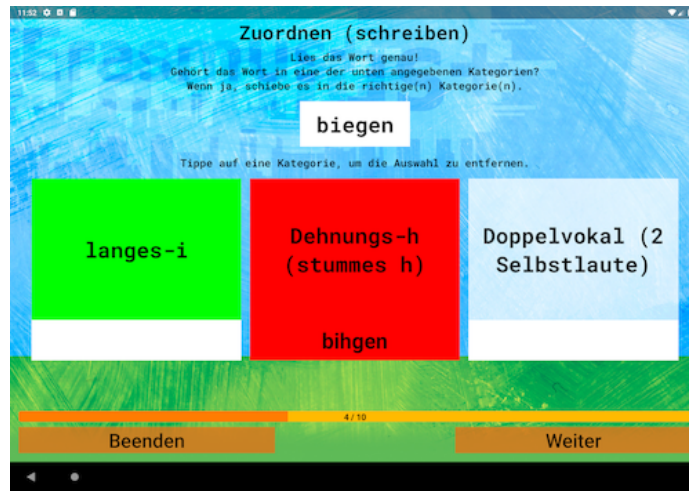 11:52
Zuordnen (schreiben)
Lies das Wort genau!
Gehört das Wort in eine der unten angegebenen Kategorien?
Wenn ja, schiebe es in die richtige(n) Kategorie(n).
biegen
Tippe auf eine Kategorie, um die Auswahl zu entfernen.
langes-i
Dehnungs-h
(stummes h)
Doppelvokal (2
Selbstlaute)
bihgen
4/10
Beenden
Weiter